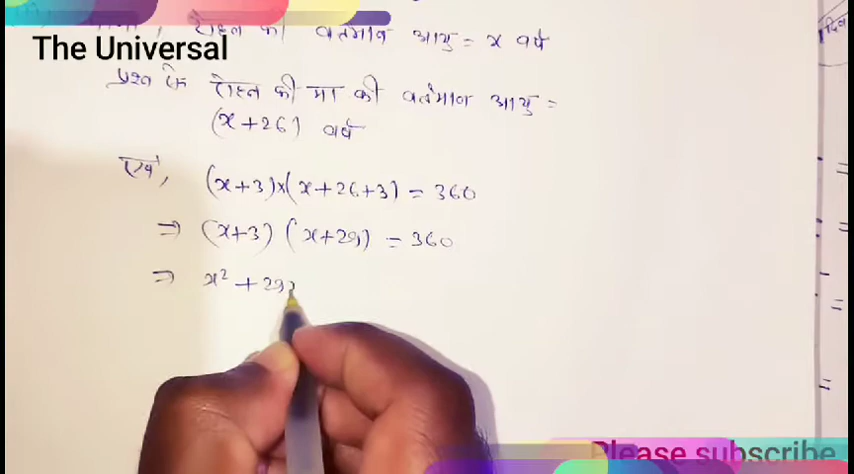 रोहन की वर्तमान आयु = x वर्ष
The Universal
प्रश्न से रोहन की मां की वर्तमान आयु =
(x+26) वर्ष
एवं, (x+3)×(x+26+3) = 360
⇒ (x+3) (x+29) = 360
⇒ x² + 29x
Please subscribe